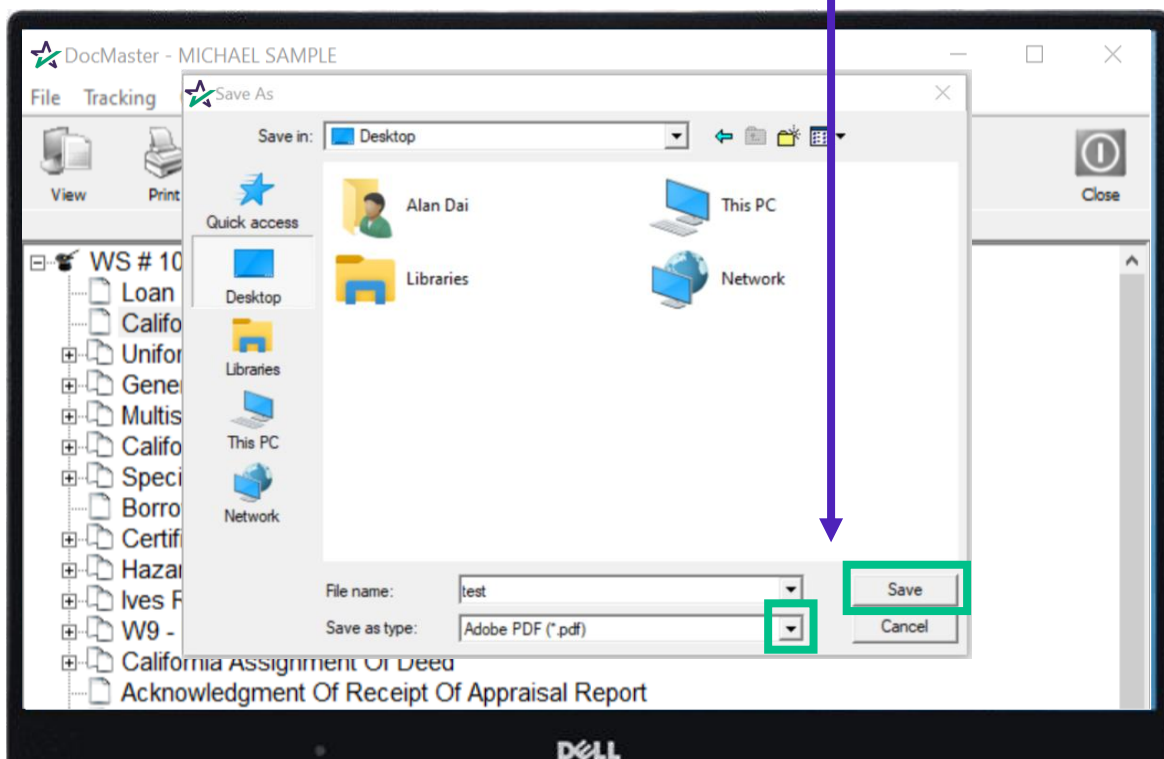 DocMaster - MICHAEL SAMPLE
File Tracking
Save As
Save in: Desktop
View Print Close
Quick access
Desktop
Libraries
This PC
Network
Alan Dai
This PC
Libraries
Network
WS # 10
Loan
Califo
Unifor
Gene
Multis
Califo
Speci
Borro
Certif
Hazar
Ives
W9 -
California Assignment Of Deed
Acknowledgment Of Receipt Of Appraisal Report
File name: test Save
Save as type: Adobe PDF (*.pdf) Cancel
DELL